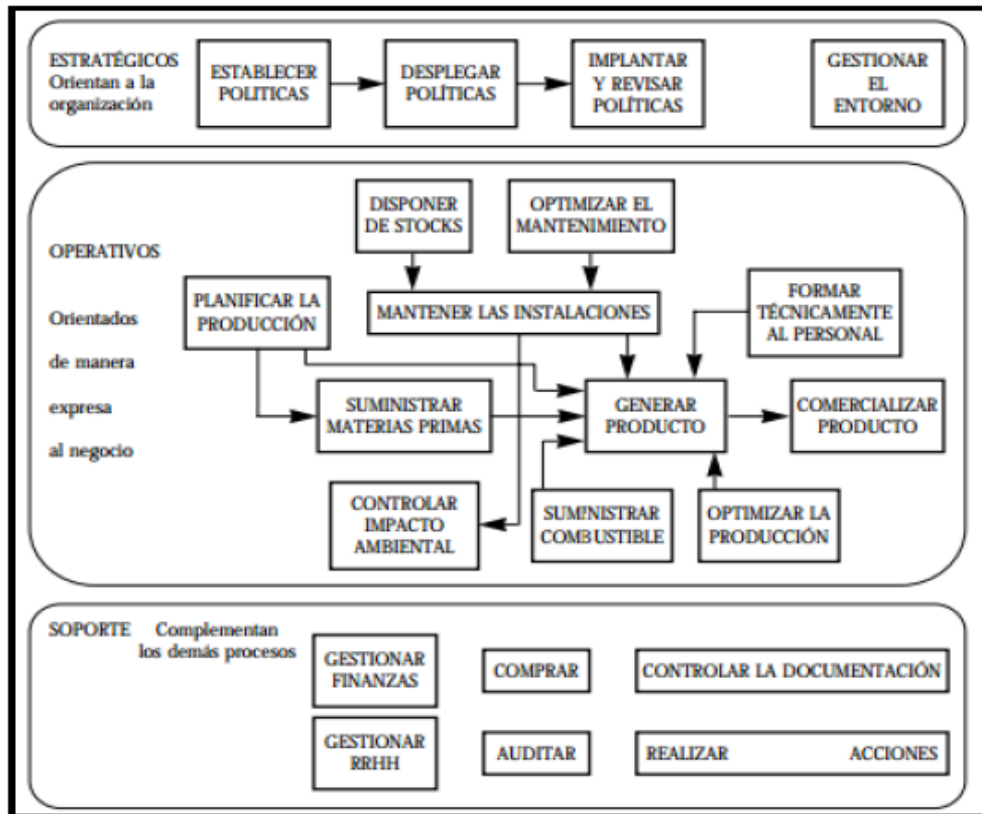 ESTRATÉGICOS
Orientan a la
organización
ESTABLECER
POLITICAS
DESPLEGAR
POLÍTICAS
IMPLANTAR
Y REVISAR
POLÍTICAS
GESTIONAR
EL
ENTORNO
OPERATIVOS
Orientados
de manera
expresa
al negocio
DISPONER
DE STOCKS
OPTIMIZAR EL
MANTENIMIENTO
PLANIFICAR LA
PRODUCCIÓN
MANTENER LAS INSTALACIONES
FORMAR
TÉCNICAMENTE
AL PERSONAL
SUMINISTRAR
MATERIAS PRIMAS
GENERAR
PRODUCTO
COMERCIALIZAR
PRODUCTO
CONTROLAR
IMPACTO
AMBIENTAL
SUMINISTRAR
COMBUSTIBLE
OPTIMIZAR LA
PRODUCCIÓN
SOPORTE Complementan
los demás procesos
GESTIONAR
FINANZAS
COMPRAR
CONTROLAR LA DOCUMENTACIÓN
GESTIONAR
RRHH
AUDITAR
REALIZAR ACCIONES